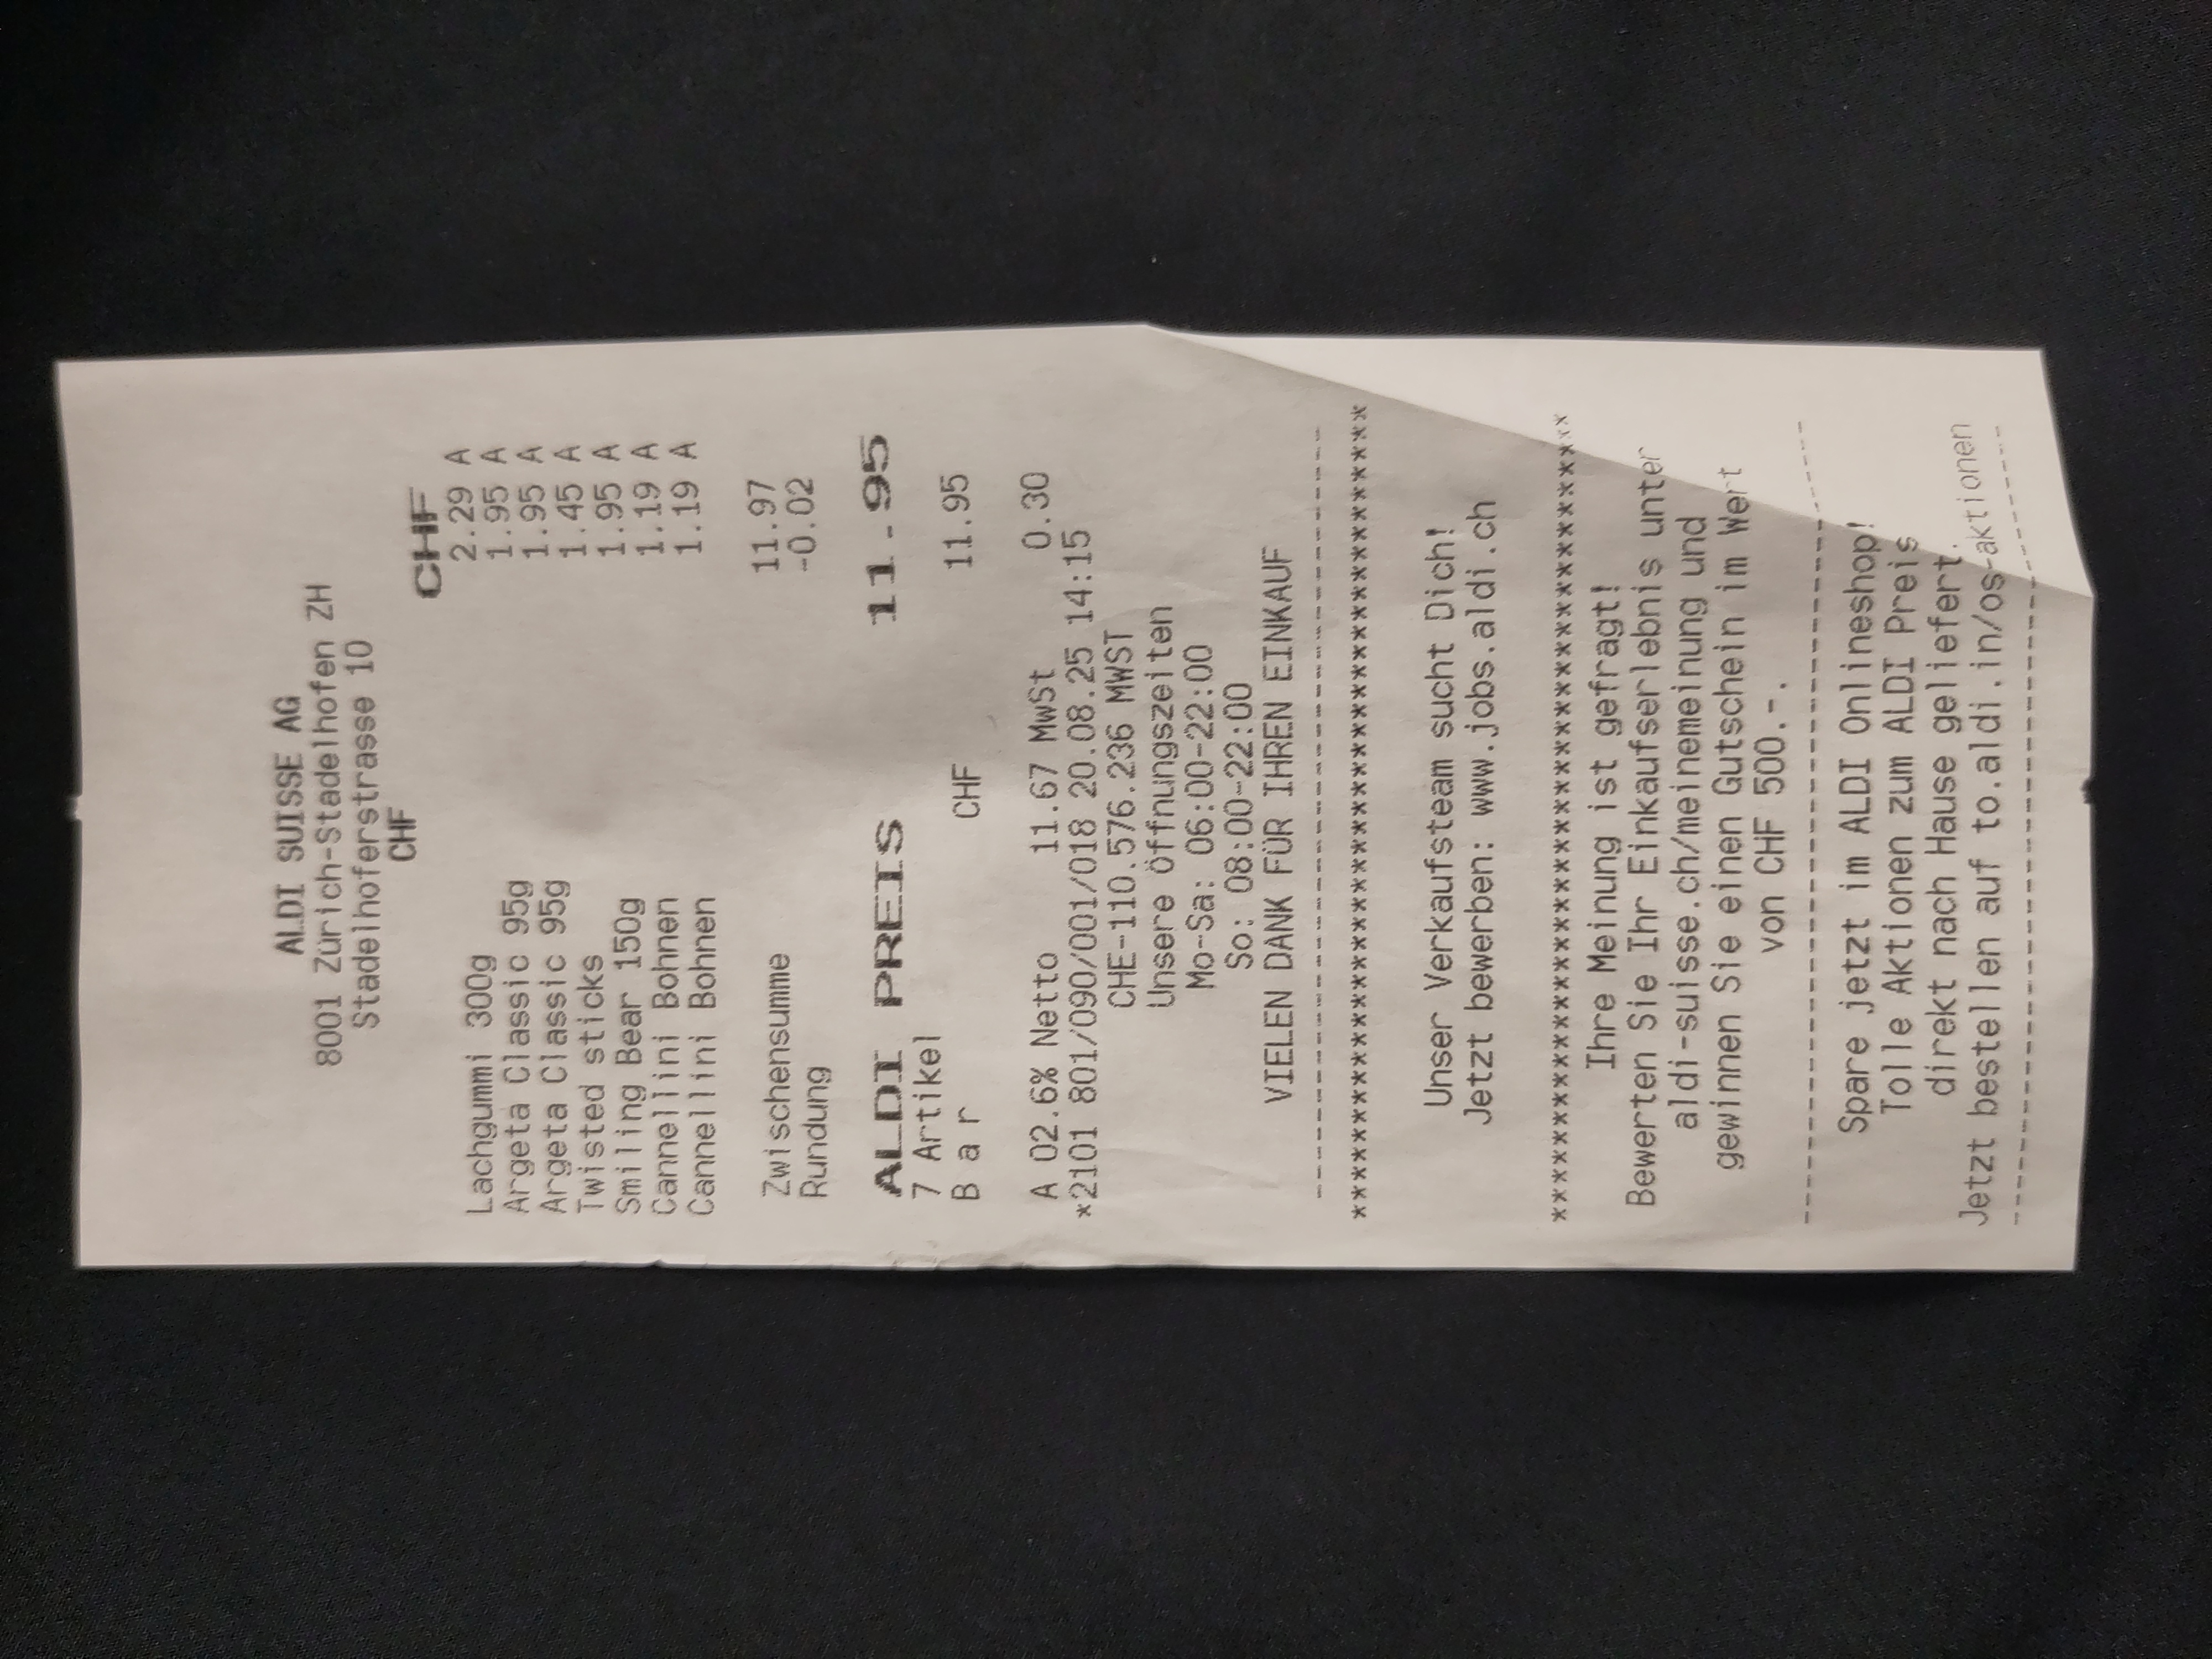 ALDI SUISSE AG
8001 Zürich-Stadelhofen ZH
Stadelhoferstrasse 10
CHF
CHF
Lachgummi 300g 2.29 A
Argeta Classic 95g 1.95 A
Argeta Classic 95g 1.95 A
Twisted sticks 1.45 A
Smiling Bear 150g 1.95 A
Cannellini Bohnen 1.19 A
Cannellini Bohnen 1.19 A
Zwischensumme 11.97
Rundung -0.02
ALDI PREIS 11.95
7 Artikel
Bar CHF 11.95
A 02.6% Netto 11.67 MwSt 0.30
*2101 801/090/001/018 20.08.25 14:15
CHE-110.576.236 MWST
Unsere Öffnungszeiten
Mo-Sa: 06:00-22:00
So: 08:00-22:00
VIELEN DANK FÜR IHREN EINKAUF
----------------------------------------
******************************************
Unser Verkaufsteam sucht Dich!
Jetzt bewerben: www.jobs.aldi.ch
******************************************
Ihre Meinung ist gefragt!
Bewerten Sie Ihr Einkaufserlebnis unter
aldi-suisse.ch/meinemeinung und
gewinnen Sie einen Gutschein im Wert
von CHF 500.-.
----------------------------------------
Spare jetzt im ALDI Onlineshop!
Tolle Aktionen zum ALDI Preis
direkt nach Hause geliefert.
Jetzt bestellen auf to.aldi.in/os-aktionen
----------------------------------------